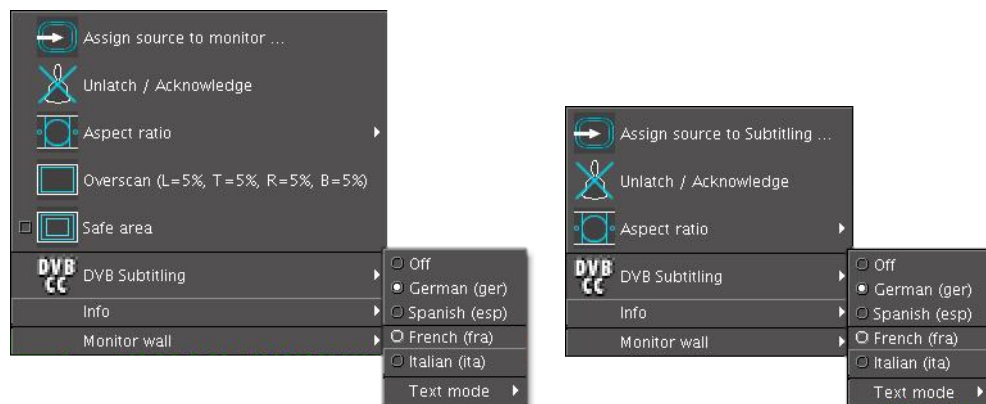 Assign source to monitor ...
Unlatch / Acknowledge
Aspect ratio
Overscan (L=5%, T=5%, R=5%, B=5%)
Safe area
DVB CC DVB Subtitling
Info
Monitor wall
Off
German (ger)
Spanish (esp)
French (fra)
Italian (ita)
Text mode
Assign source to Subtitling ...
Unlatch / Acknowledge
Aspect ratio
DVB CC DVB Subtitling
Info
Monitor wall
Off
German (ger)
Spanish (esp)
French (fra)
Italian (ita)
Text mode